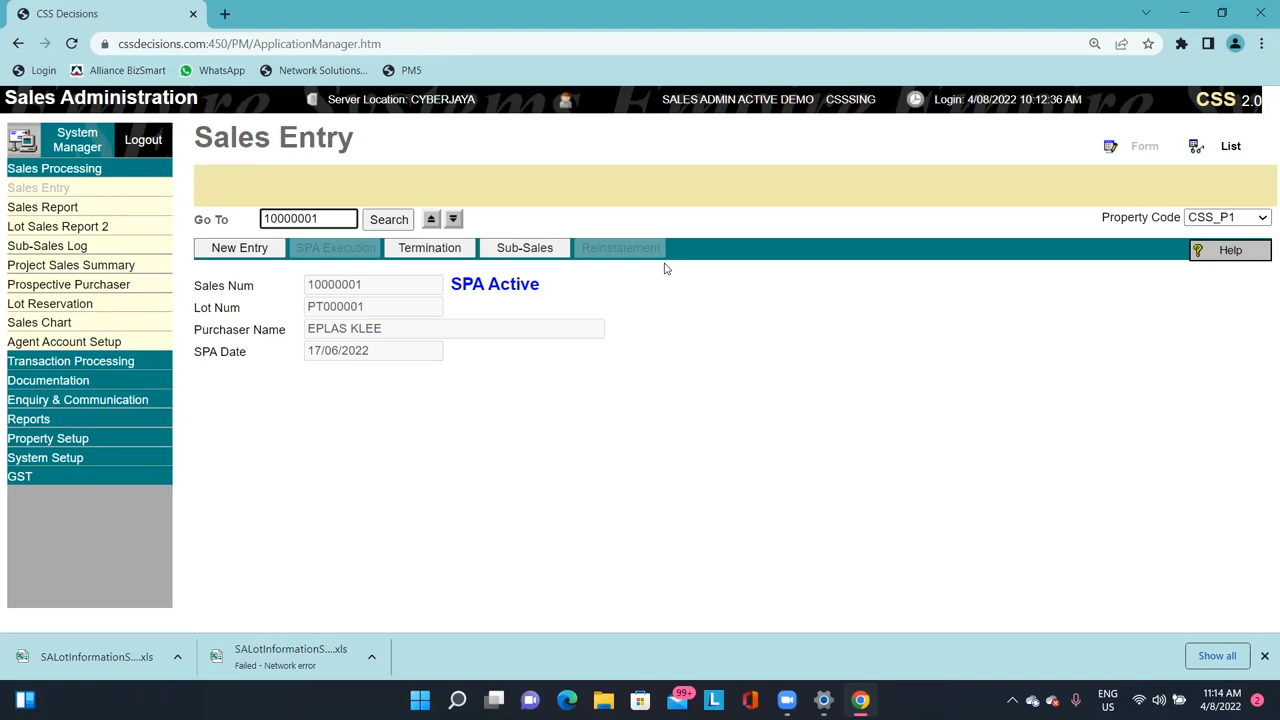 CSS Decisions
cssdecisions.com:450/PM/ApplicationManager.htm
Login
Alliance BizSmart
WhatsApp
Network Solutions...
PM5
Sales Administration
Server Location: CYBERJAYA
SALES ADMIN ACTIVE DEMO
CSSSING
Login: 4/08/2022 10:12:36 AM
CSS 2.0
System
Manager
Logout
Sales Processing
Sales Entry
Sales Report
Lot Sales Report 2
Sub-Sales Log
Project Sales Summary
Prospective Purchaser
Lot Reservation
Sales Chart
Agent Account Setup
Transaction Processing
Documentation
Enquiry & Communication
Reports
Property Setup
System Setup
GST
Sales Entry
Form
List
Go To
10000001
Search
Property Code
CSS_P1
New Entry
SPA Execution
Termination
Sub-Sales
Reinstatement
Help
Sales Num
10000001
SPA Active
Lot Num
PT000001
Purchaser Name
EPLAS KLEE
SPA Date
17/06/2022
SALotInformationS....xls
SALotInformationS....xls
Failed - Network error
Show all
99+
ENG
US
11:14 AM
4/8/2022
2